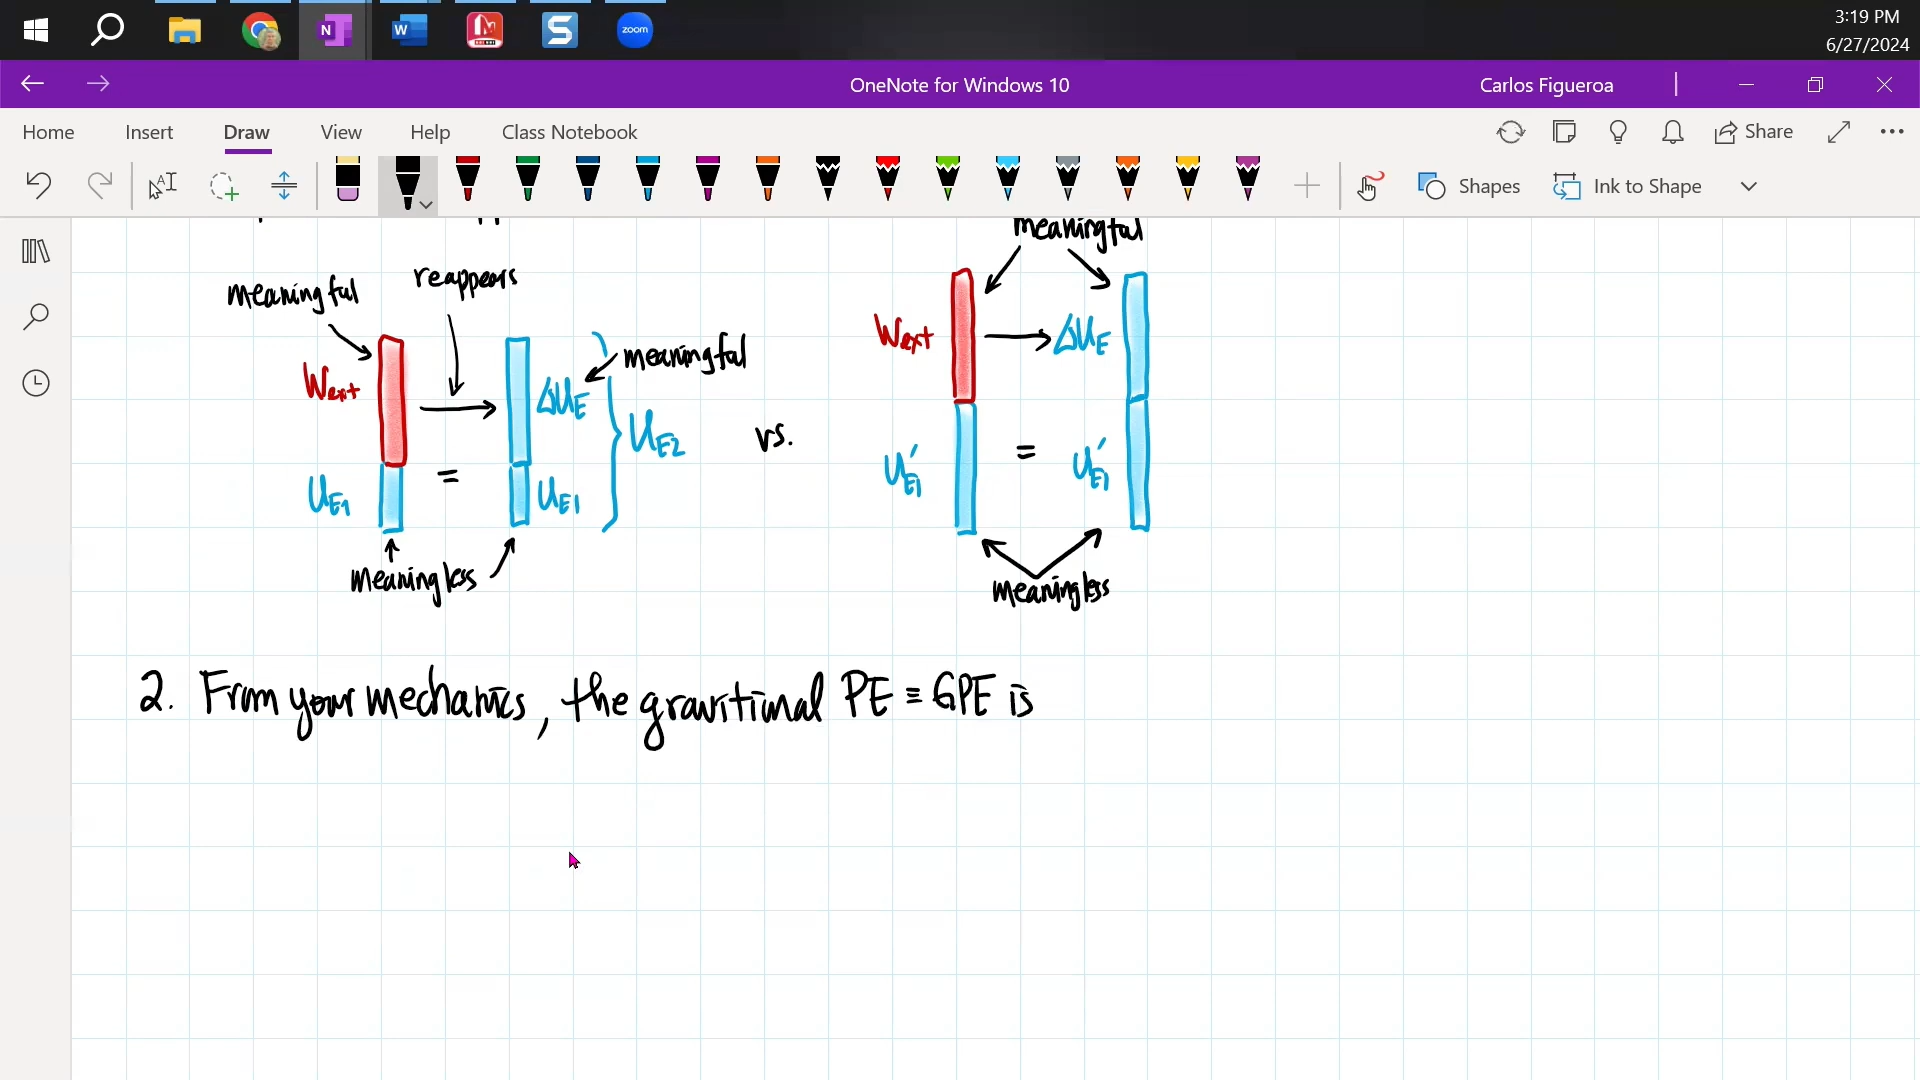 3:19 PM
6/27/2024
zoom
OneNote for Windows 10
Carlos Figueroa
Home Insert Draw View Help Class Notebook
Share
Shapes Ink to Shape
meaningful reappears
Wext ΔUE meaningful
UE2
UE1 = UE1
meaningless
vs.
meaningful
Wext ΔUE
U′E1 = U′E1
meaningless
2. From your mechanics, the gravitional PE ≡ GPE is